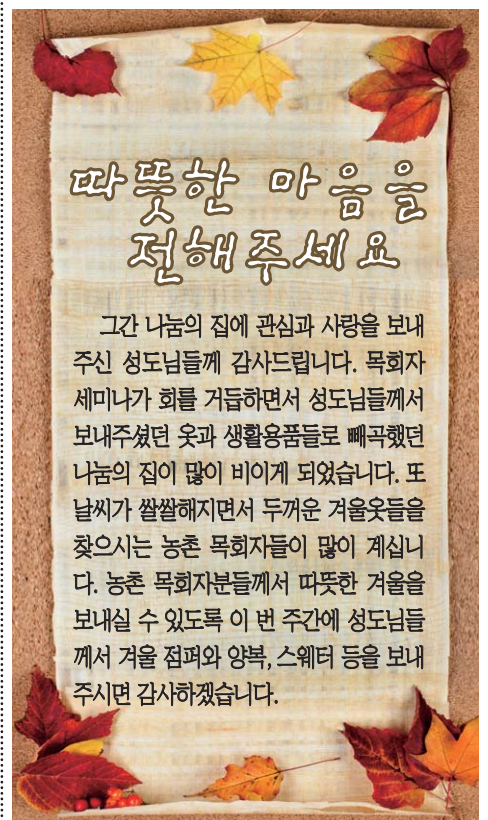 따뜻한 마음을
전해주세요
그간 나눔의 집에 관심과 사랑을 보내
주신 성도님들께 감사드립니다. 목회자
세미나가 회를 거듭하면서 성도님들께서
보내주셨던 옷과 생활용품들로 빼곡했던
나눔의 집이 많이 비이게 되었습니다. 또
날씨가 쌀쌀해지면서 두꺼운 겨울옷들을
찾으시는 농촌 목회자들이 많이 계십니
다. 농촌 목회자분들께서 따뜻한 겨울을
보내실 수 있도록 이 번 주간에 성도님들
께서 겨울 점퍼와 양복, 스웨터 등을 보내
주시면 감사하겠습니다.